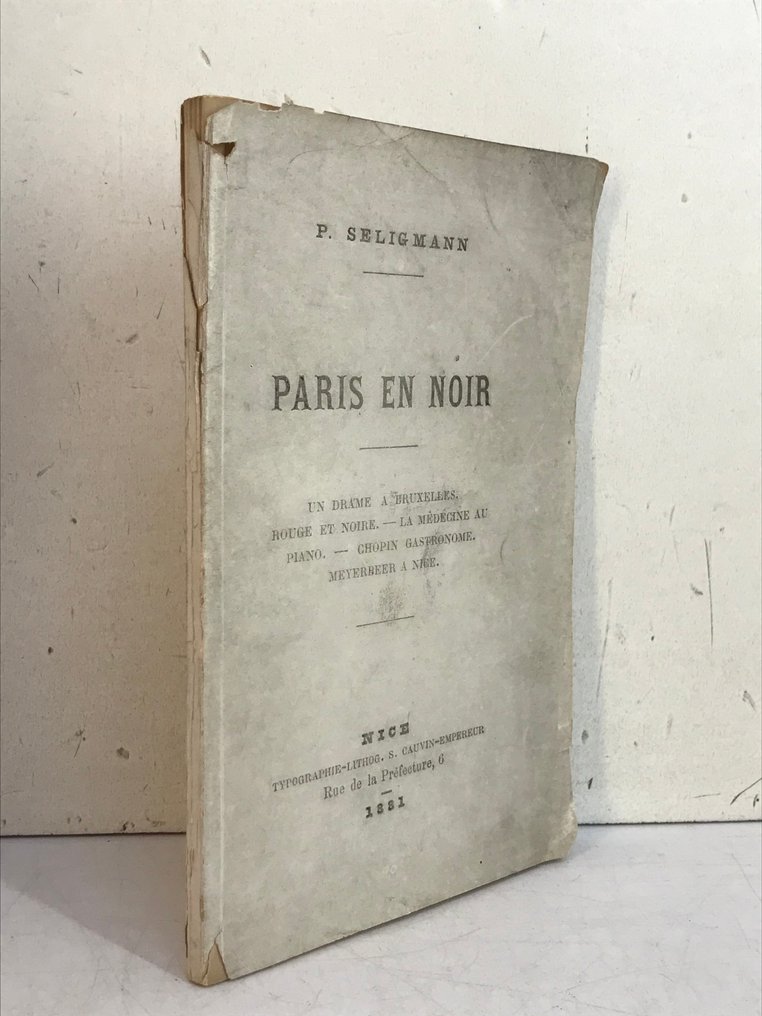 P. SELIGMANN
PARIS EN NOIR
UN DRAME A BRUXELLES.
ROUGE ET NOIRE. — LA MÉDECINE AU
PIANO. — CHOPIN GASTRONOME.
MEYERBEER A NICE.
NICE
TYPOGRAPHIE-LITHOG. S. CAUVIN-EMPEREUR
Rue de la Préfecture, 6
1881